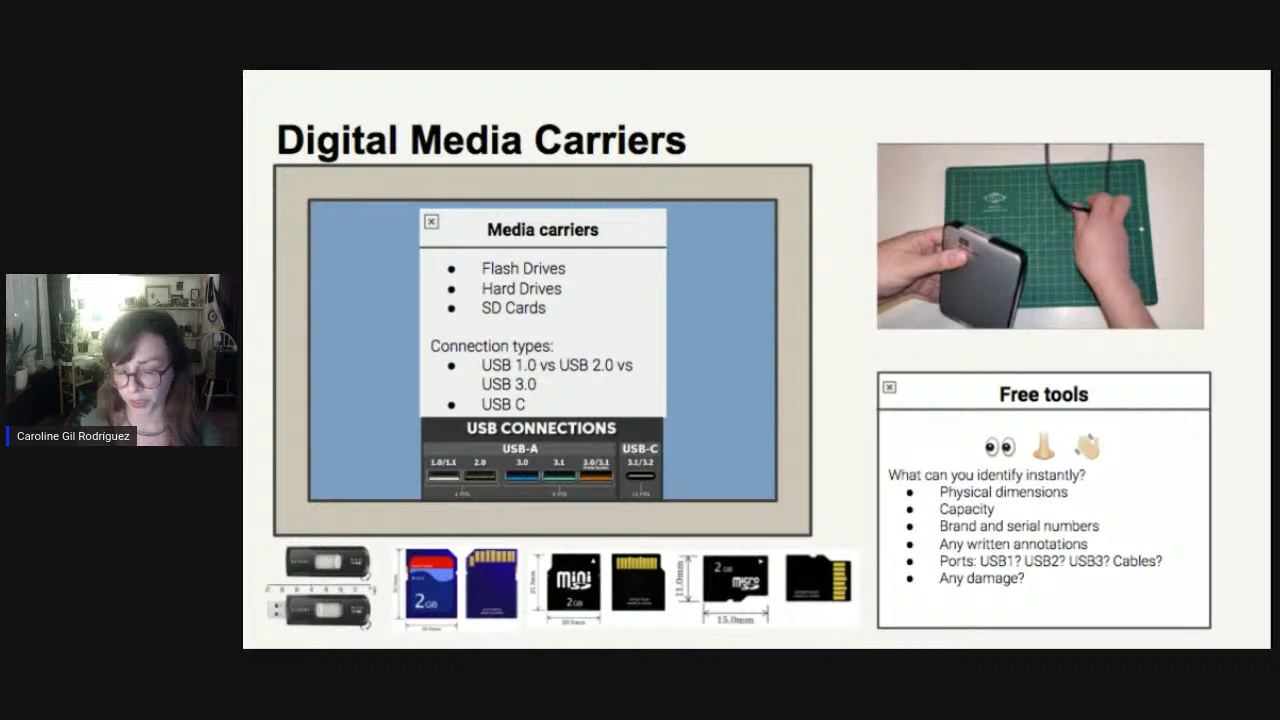 Digital Media Carriers
Media carriers
Flash Drives
Hard Drives
SD Cards
Connection types:
USB 1.0 vs USB 2.0 vs
USB 3.0
USB C
USB CONNECTIONS
USB-A
USB-C
1.0/1.1 2.0 3.0 3.1 3.0/3.1 3.1/3.2
Free tools
What can you identify instantly?
Physical dimensions
Capacity
Brand and serial numbers
Any written annotations
Ports: USB1? USB2? USB3? Cables?
Any damage?
Caroline Gil Rodríguez
2GB
mini
2GB
11.0mm
2GB
micro
15.0mm